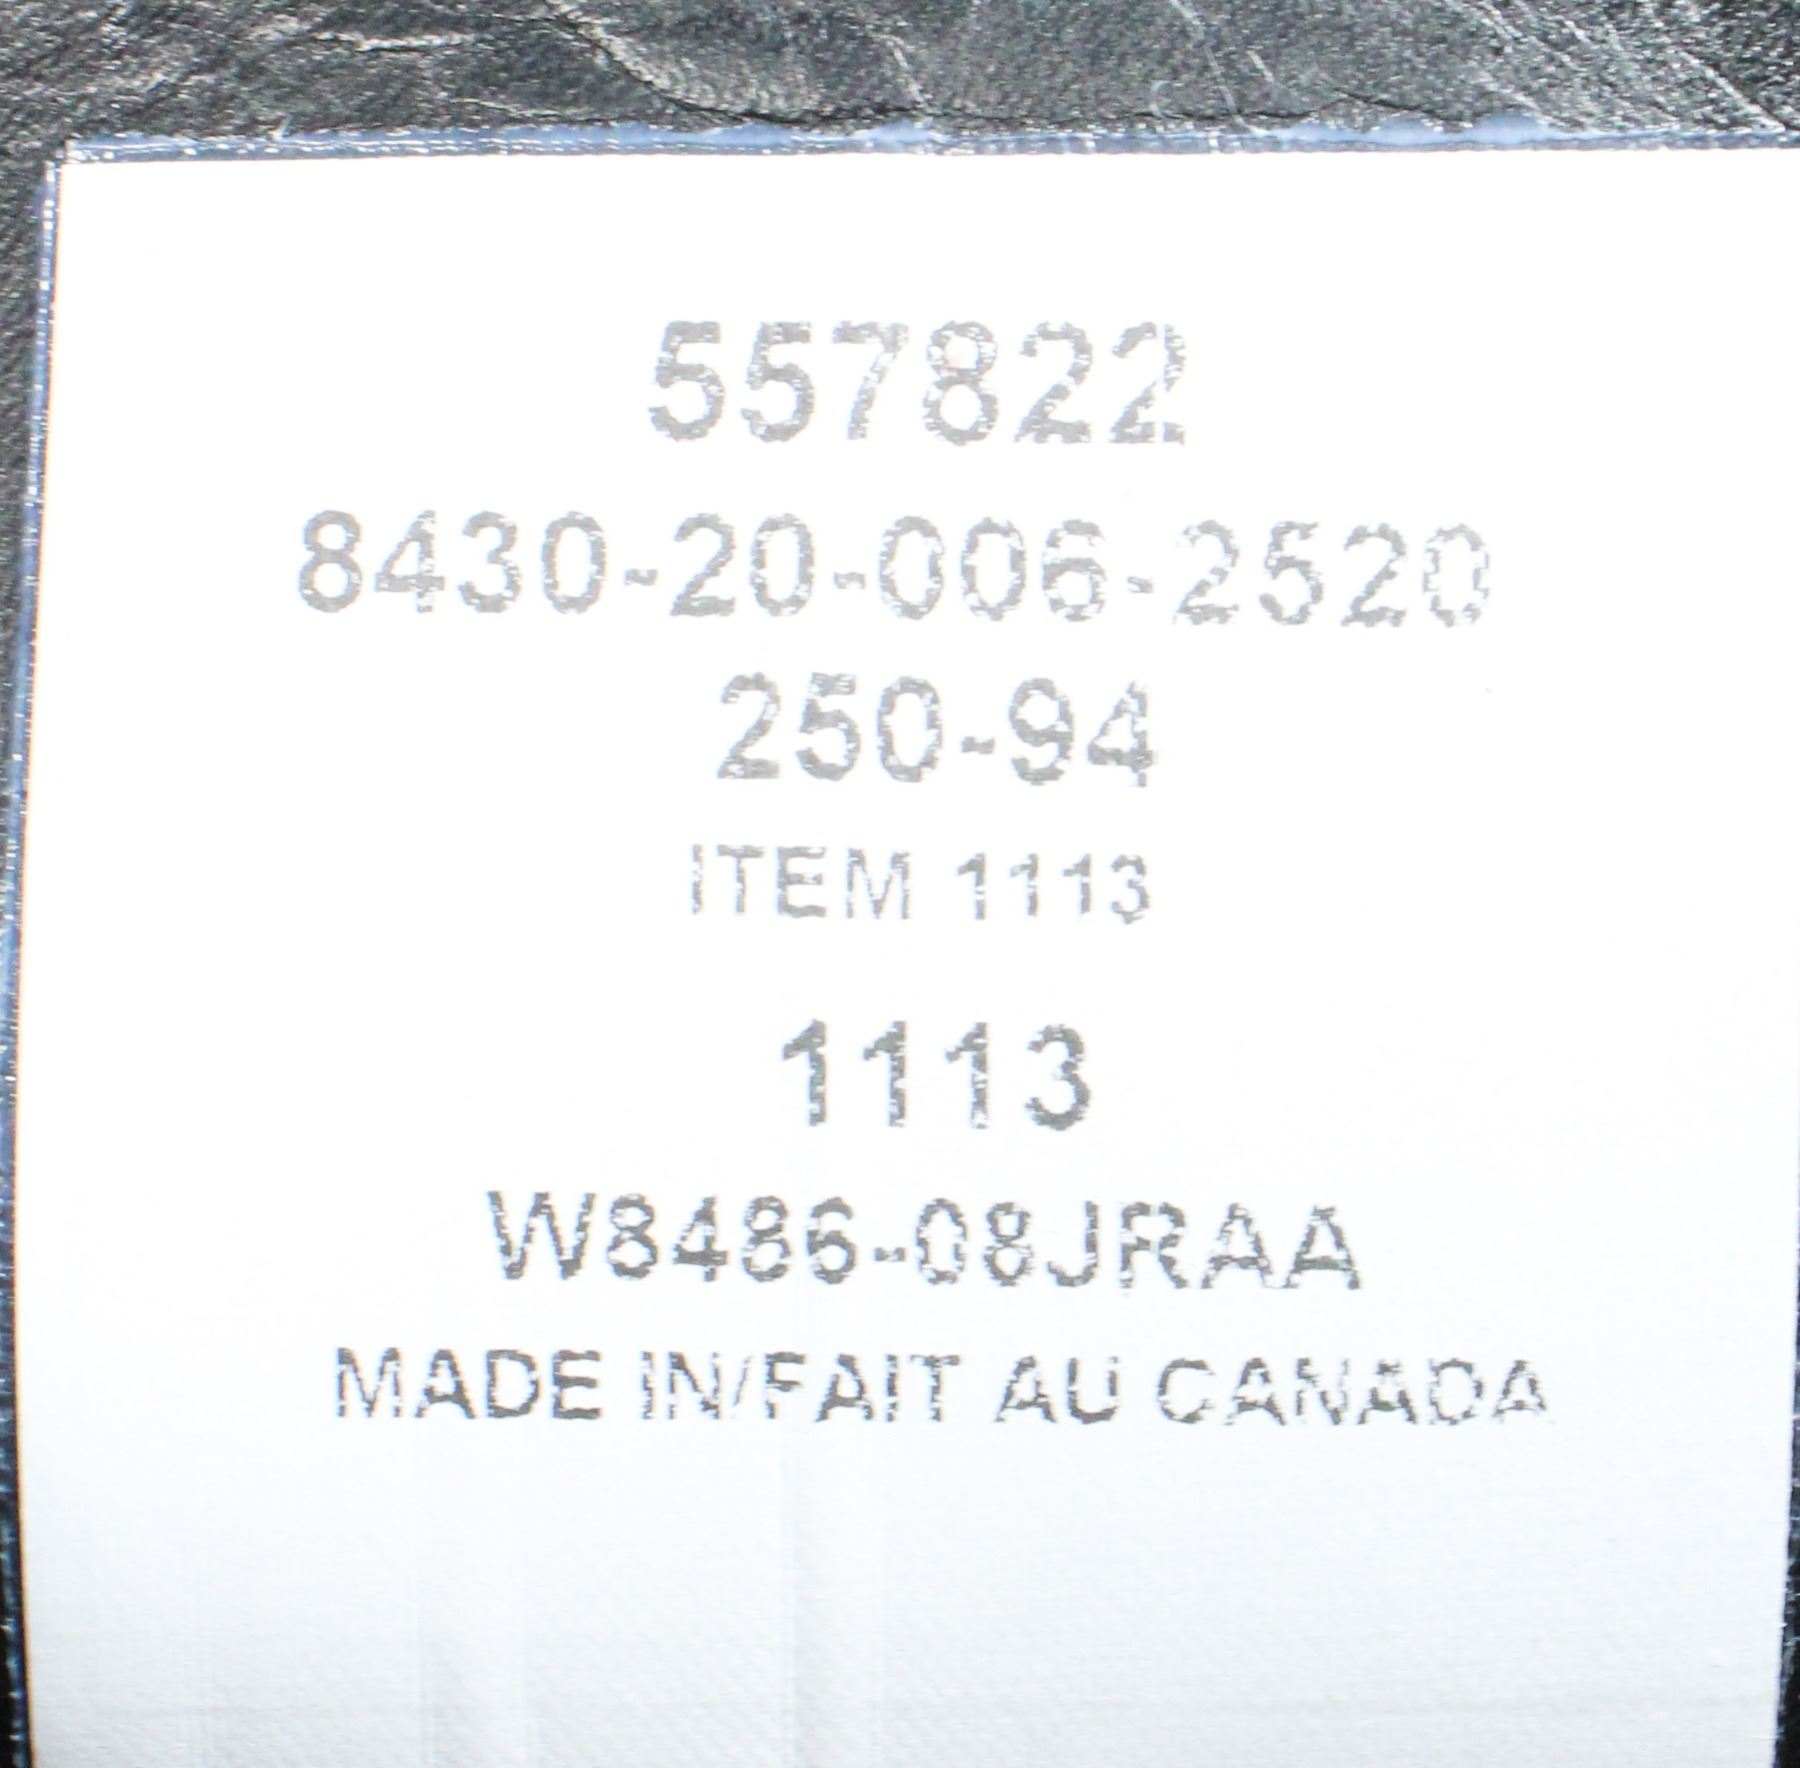 557822
8430-20-006-2520
250-94
ITEM 1113
1113
W8486-08JRAA
MADE IN/FAIT AU CANADA